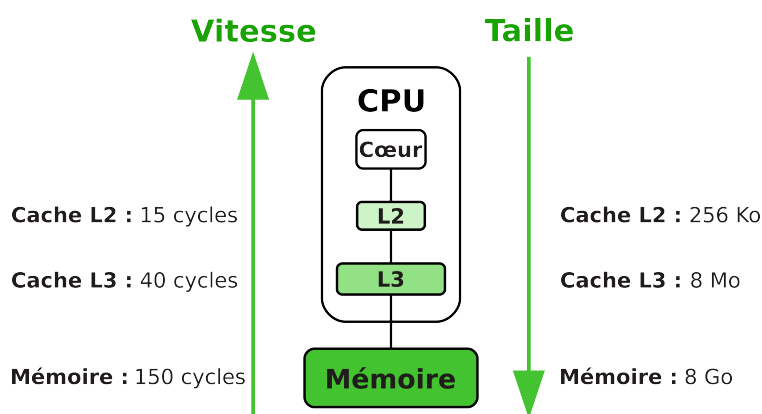 Vitesse
Taille
CPU
Cœur
Cache L2 : 15 cycles
L2
Cache L2 : 256 Ko
Cache L3 : 40 cycles
L3
Cache L3 : 8 Mo
Mémoire : 150 cycles
Mémoire
Mémoire : 8 Go